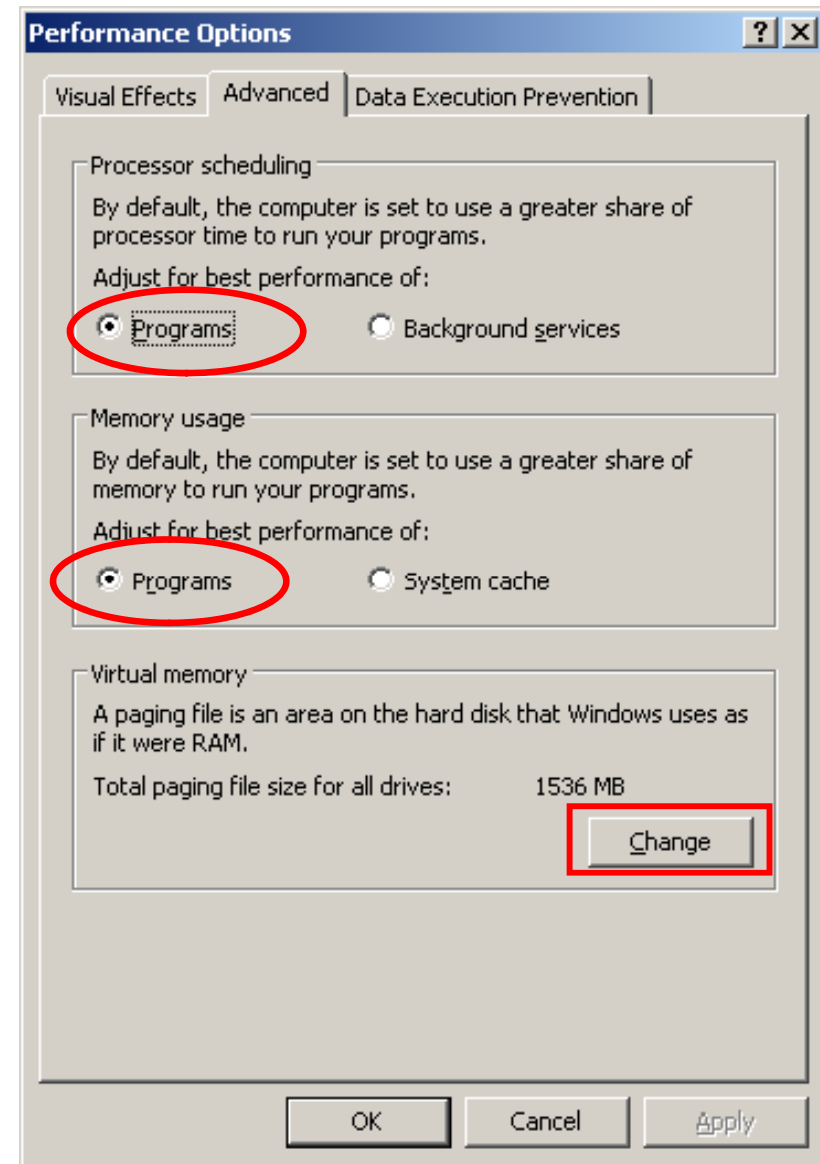 Performance Options
Visual Effects Advanced Data Execution Prevention
Processor scheduling
By default, the computer is set to use a greater share of
processor time to run your programs.
Adjust for best performance of:
Programs Background services
Memory usage
By default, the computer is set to use a greater share of
memory to run your programs.
Adjust for best performance of:
Programs System cache
Virtual memory
A paging file is an area on the hard disk that Windows uses as
if it were RAM.
Total paging file size for all drives: 1536 MB
Change
OK Cancel Apply